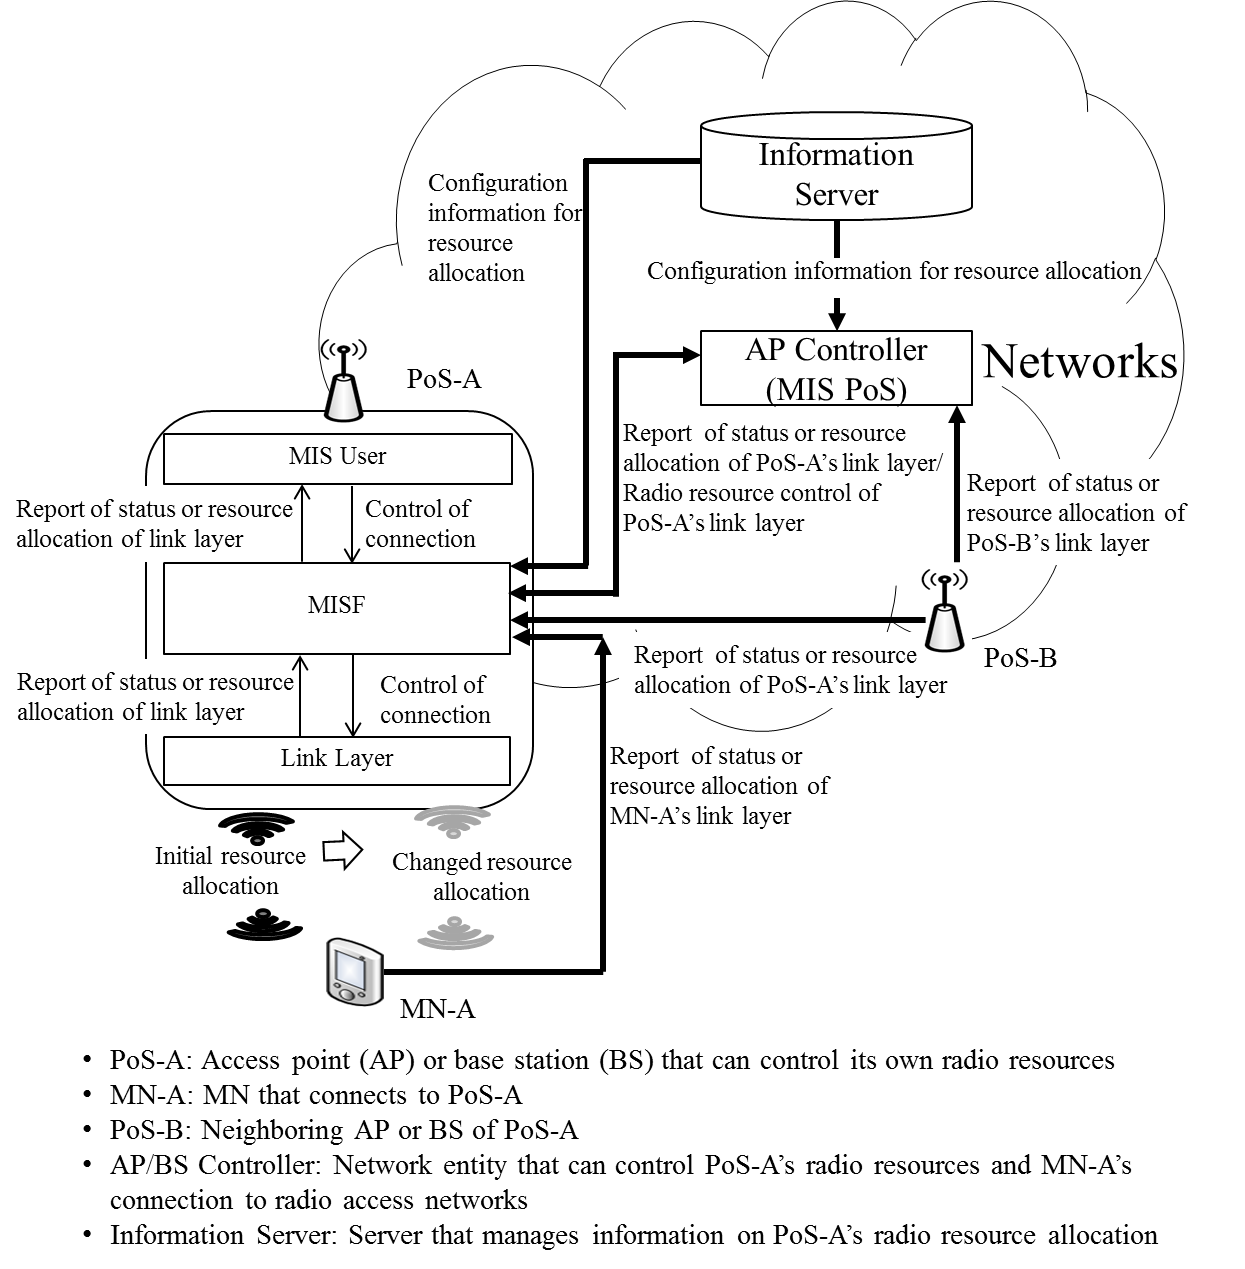 Information
Server
Configuration
information for
resource
allocation
Configuration information for resource allocation
AP Controller
(MIS PoS)
Networks
PoS-A
MIS User
Report of status or resource
allocation of link layer
Control of
connection
Report of status or resource
allocation of PoS-A's link layer/
Radio resource control of
PoS-A's link layer
Report of status or
resource allocation of
PoS-B's link layer
MISF
PoS-B
Report of status or resource
allocation of PoS-A's link layer
Report of status or resource
allocation of link layer
Control of
connection
Link Layer
Report of status or
resource allocation of
MN-A's link layer
Initial resource
allocation
Changed resource
allocation
MN-A
• PoS-A: Access point (AP) or base station (BS) that can control its own radio resources
• MN-A: MN that connects to PoS-A
• PoS-B: Neighboring AP or BS of PoS-A
• AP/BS Controller: Network entity that can control PoS-A's radio resources and MN-A's
connection to radio access networks
• Information Server: Server that manages information on PoS-A's radio resource allocation